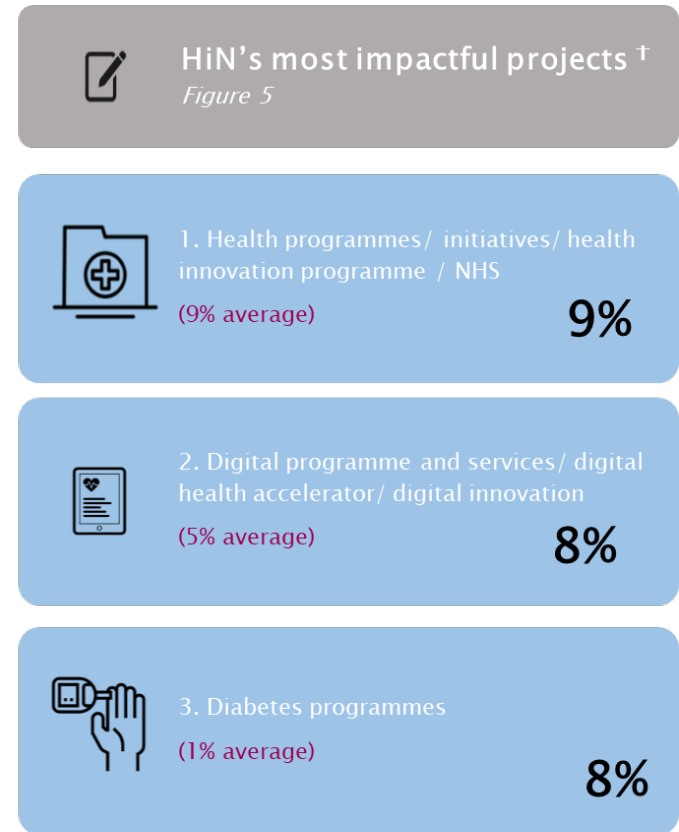 HiN's most impactful projects †
Figure 5
1. Health programmes/ initiatives/ health
innovation programme / NHS
(9% average)
9%
2. Digital programme and services/ digital
health accelerator/ digital innovation
(5% average)
8%
3. Diabetes programmes
(1% average)
8%